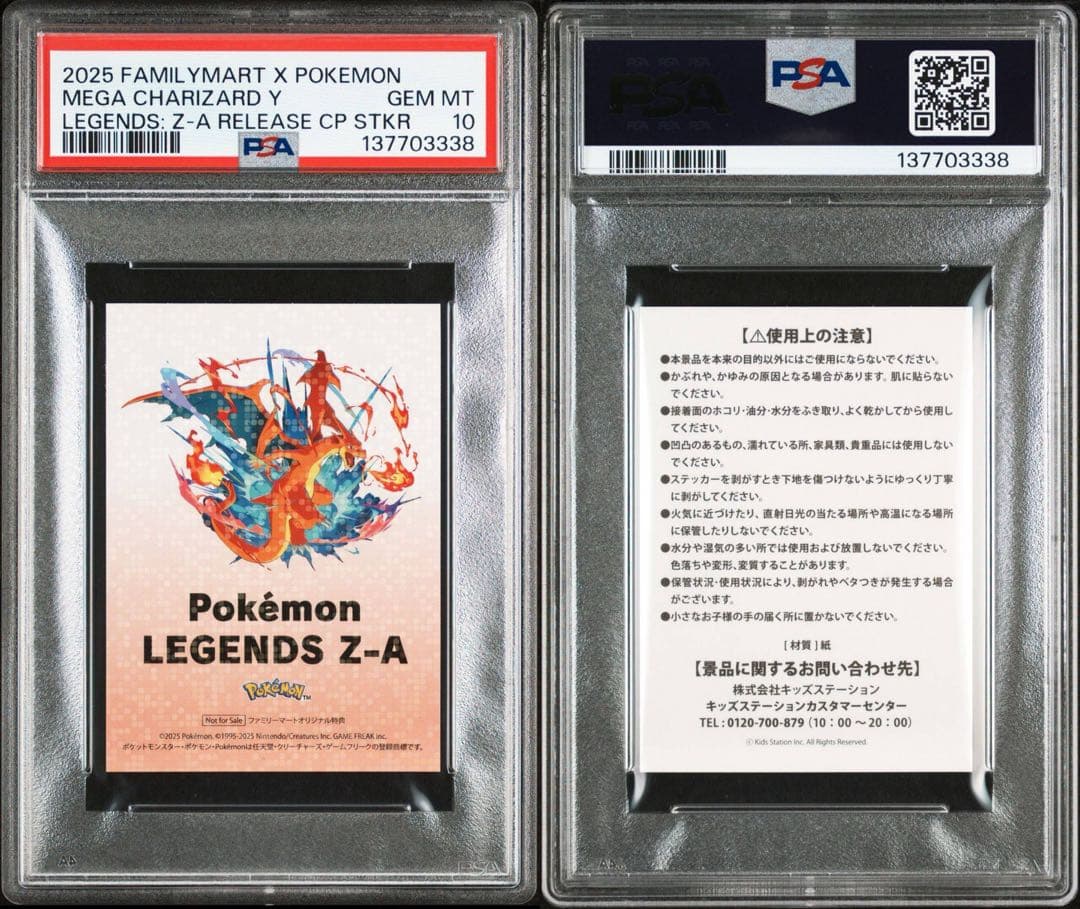 2025 FAMILYMART X POKEMON
MEGA CHARIZARD Y GEM MT
LEGENDS: Z-A RELEASE CP STKR 10
PSA 137703338
Pokémon
LEGENDS Z-A
Pokémon TM
Not for Sale ファミリーマートオリジナル特典
©2025 Pokémon. ©1995-2025 Nintendo/Creatures Inc. GAME FREAK inc.
ポケットモンスター・ポケモン・Pokémonは任天堂・クリーチャーズ・ゲームフリークの登録商標です。
PSA
PSA PSA PSA
PSA
PSA PSA PSA
PSA
137703338
【⚠使用上の注意】
●本景品を本来の目的以外にはご使用にならないでください。
●かぶれや、かゆみの原因となる場合があります。肌に貼らない
でください。
●接着面のホコリ・油分・水分をふき取り、よく乾かしてから使用し
てください。
●凹凸のあるもの、濡れている所、家具類、貴重品には使用しない
でください。
●ステッカーを剥がすとき下地を傷つけないようにゆっくり丁寧
に剥がしてください。
●火気に近づけたり、直射日光の当たる場所や高温になる場所
に保管したりしないでください。
●水分や湿気の多い所では使用および放置しないでください。
色落ちや変形、変質することがあります。
●保管状況・使用状況により、剥がれやベタつきが発生する場合
がございます。
●小さなお子様の手の届く所に置かないでください。
[材質]紙
【景品に関するお問い合わせ先】
株式会社キッズステーション
キッズステーションカスタマーセンター
TEL:0120-700-879(10:00～20:00)
ⓒ Kids Station Inc. All Rights Reserved.